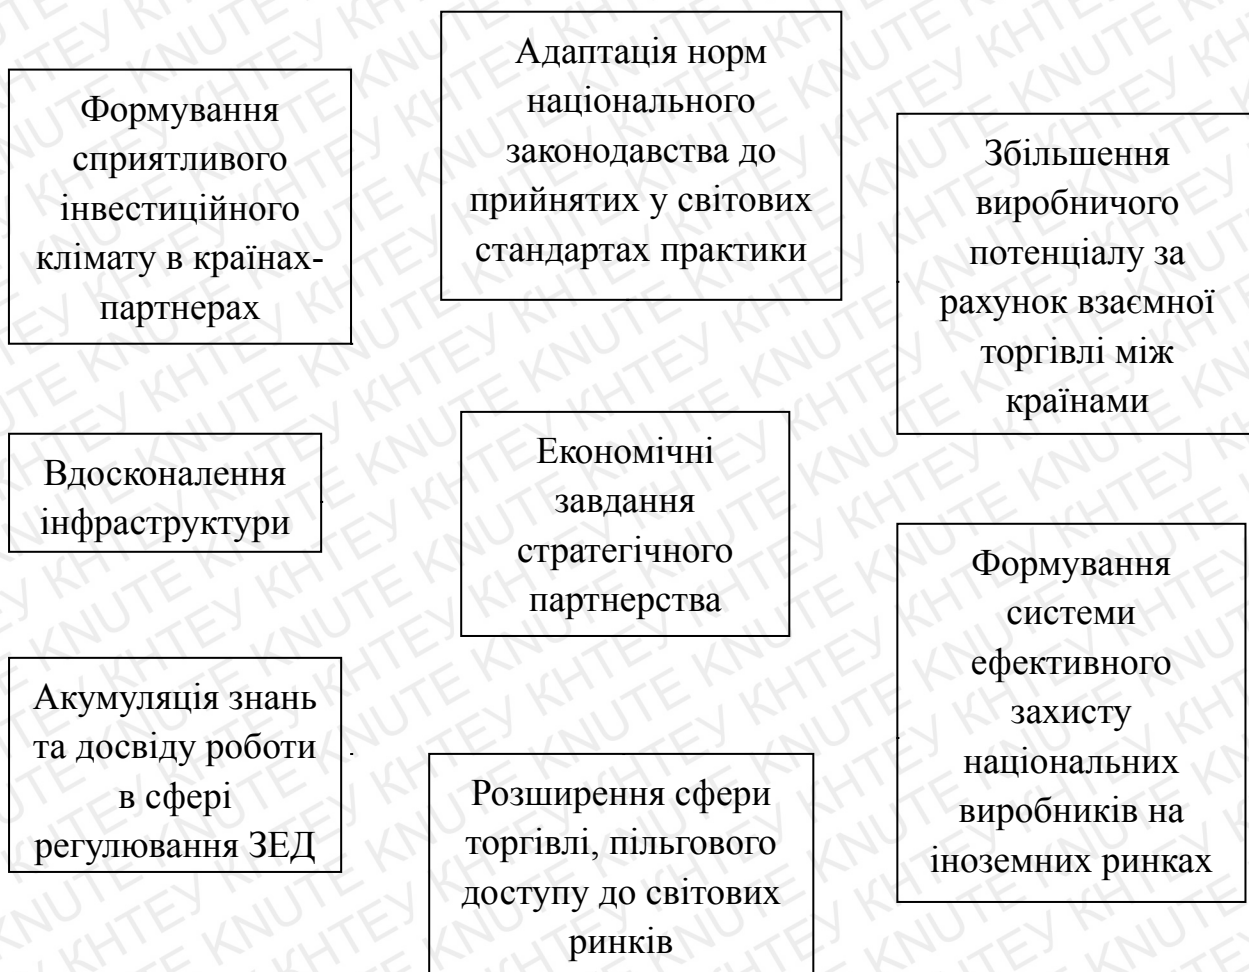 Формування
сприятливого
інвестиційного
клімату в країнах-
партнерах
Адаптація норм
національного
законодавства до
прийнятих у світових
стандартах практики
Збільшення
виробничого
потенціалу за
рахунок взаємної
торгівлі між
країнами
Вдосконалення
інфраструктури
Економічні
завдання
стратегічного
партнерства
Формування
системи
ефективного
захисту
національних
виробників на
іноземних ринках
Акумуляція знань
та досвіду роботи
в сфері
регулювання ЗЕД
Розширення сфери
торгівлі, пільгового
доступу до світових
ринків